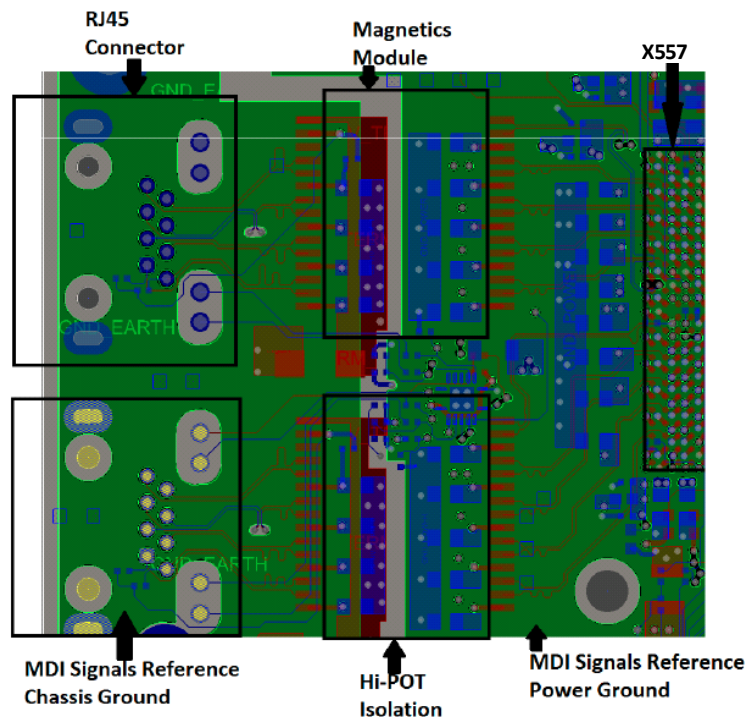 RJ45
Connector
Magnetics
Module
X557
GND_E
GND_EARTH
RM
MDI Signals Reference
Chassis Ground
Hi-POT
Isolation
MDI Signals Reference
Power Ground